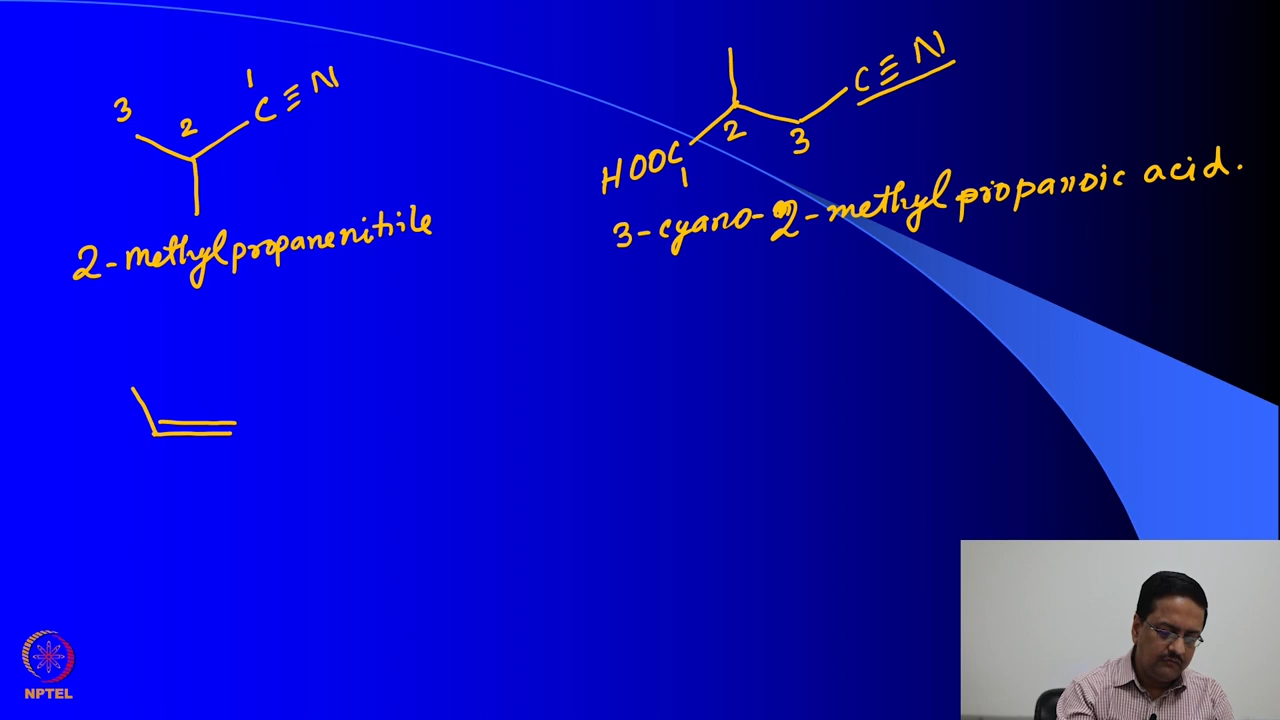 3 2 1 C≡N
2-methylpropanenitrile
HOOC 1 2 3 C≡N
3-cyano-2-methylpropanoic acid.
NPTEL